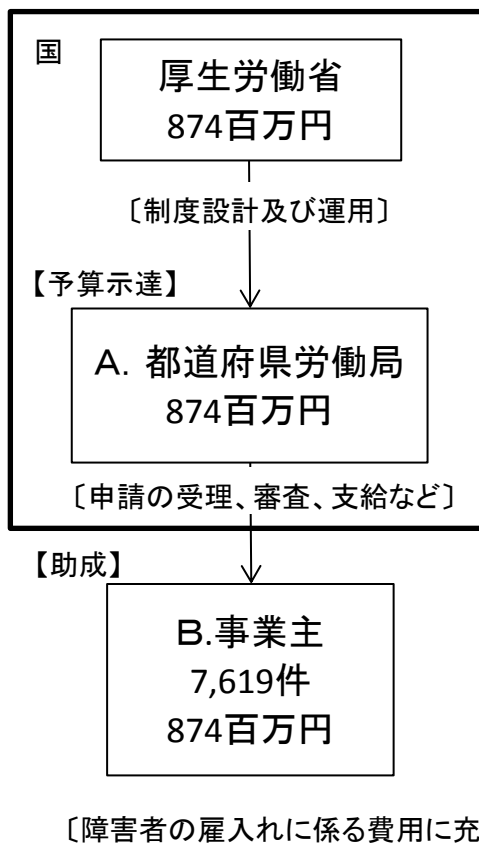 国
厚生労働省
874百万円
〔制度設計及び運用〕
【予算示達】
A. 都道府県労働局
874百万円
〔申請の受理、審査、支給など〕
【助成】
B.事業主
7,619件
874百万円
〔障害者の雇入れに係る費用に充